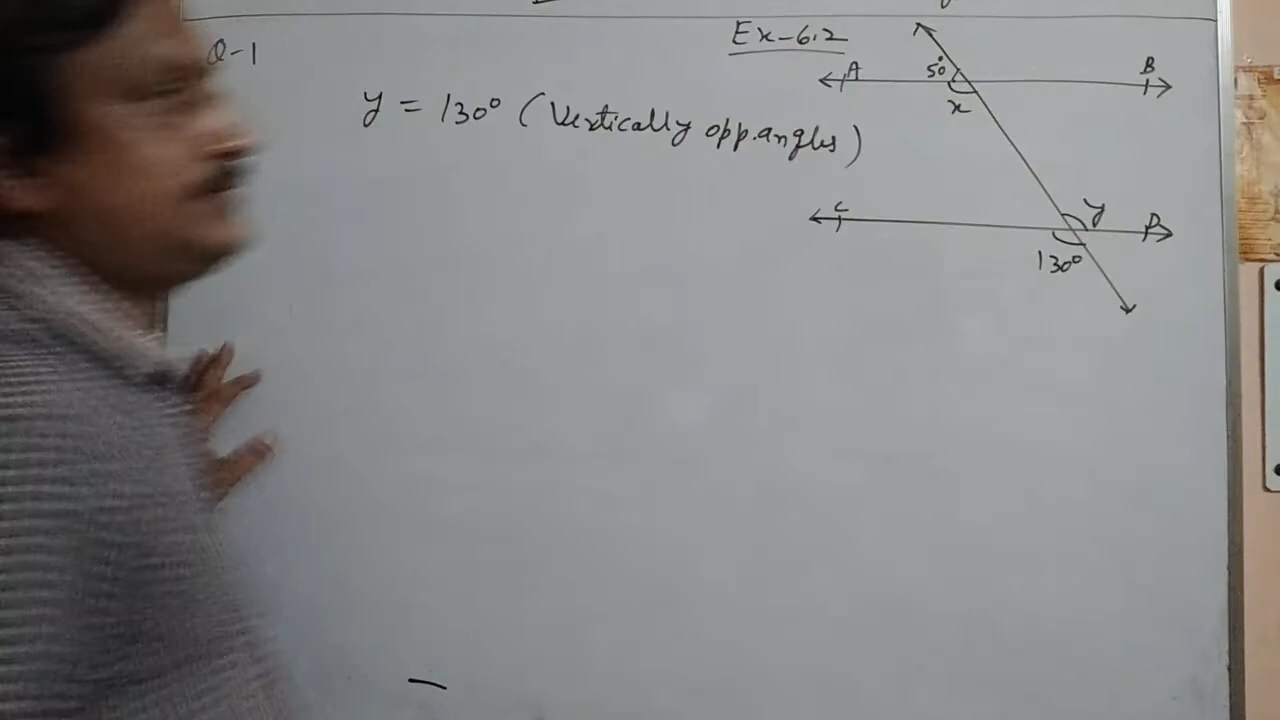 Ex-6.2
Q-1
y = 130° (Vertically opp. angles)
50°
A
B
x
C
y
D
130°